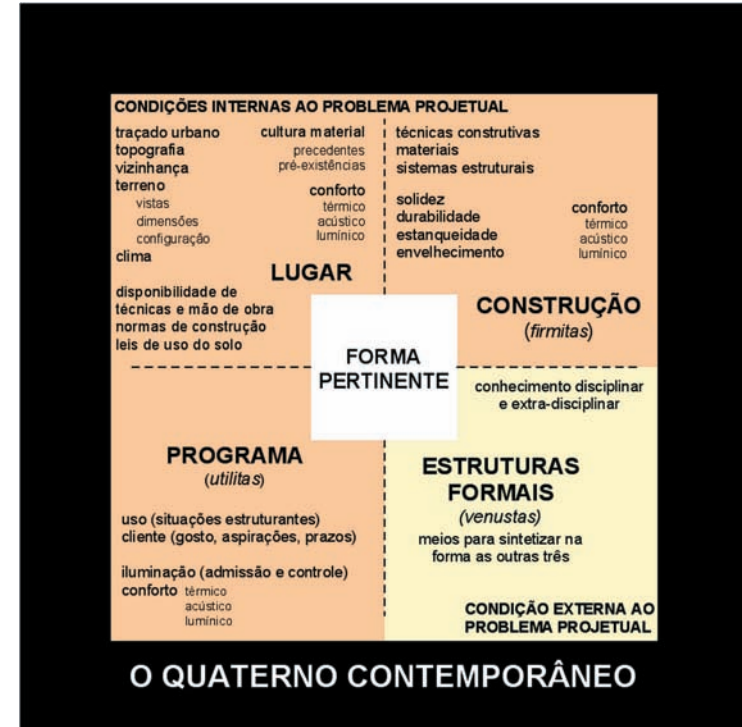 CONDIÇÕES INTERNAS AO PROBLEMA PROJETUAL
traçado urbano
topografia
vizinhança
terreno
vistas
dimensões
configuração
clima
cultura material
precedentes
pré-existências
conforto
térmico
acústico
lumínico
LUGAR
disponibilidade de
técnicas e mão de obra
normas de construção
leis de uso do solo
técnicas construtivas
materiais
sistemas estruturais
solidez
durabilidade
estanqueidade
envelhecimento
conforto
térmico
acústico
lumínico
CONSTRUÇÃO
(firmitas)
FORMA
PERTINENTE
PROGRAMA
(utilitas)
uso (situações estruturantes)
cliente (gosto, aspirações, prazos)
iluminação (admissão e controle)
conforto térmico
acústico
lumínico
conhecimento disciplinar
e extra-disciplinar
ESTRUTURAS
FORMAIS
(venustas)
meios para sintetizar na
forma as outras três
CONDIÇÃO EXTERNA AO
PROBLEMA PROJETUAL
O QUATERNO CONTEMPORÂNEO